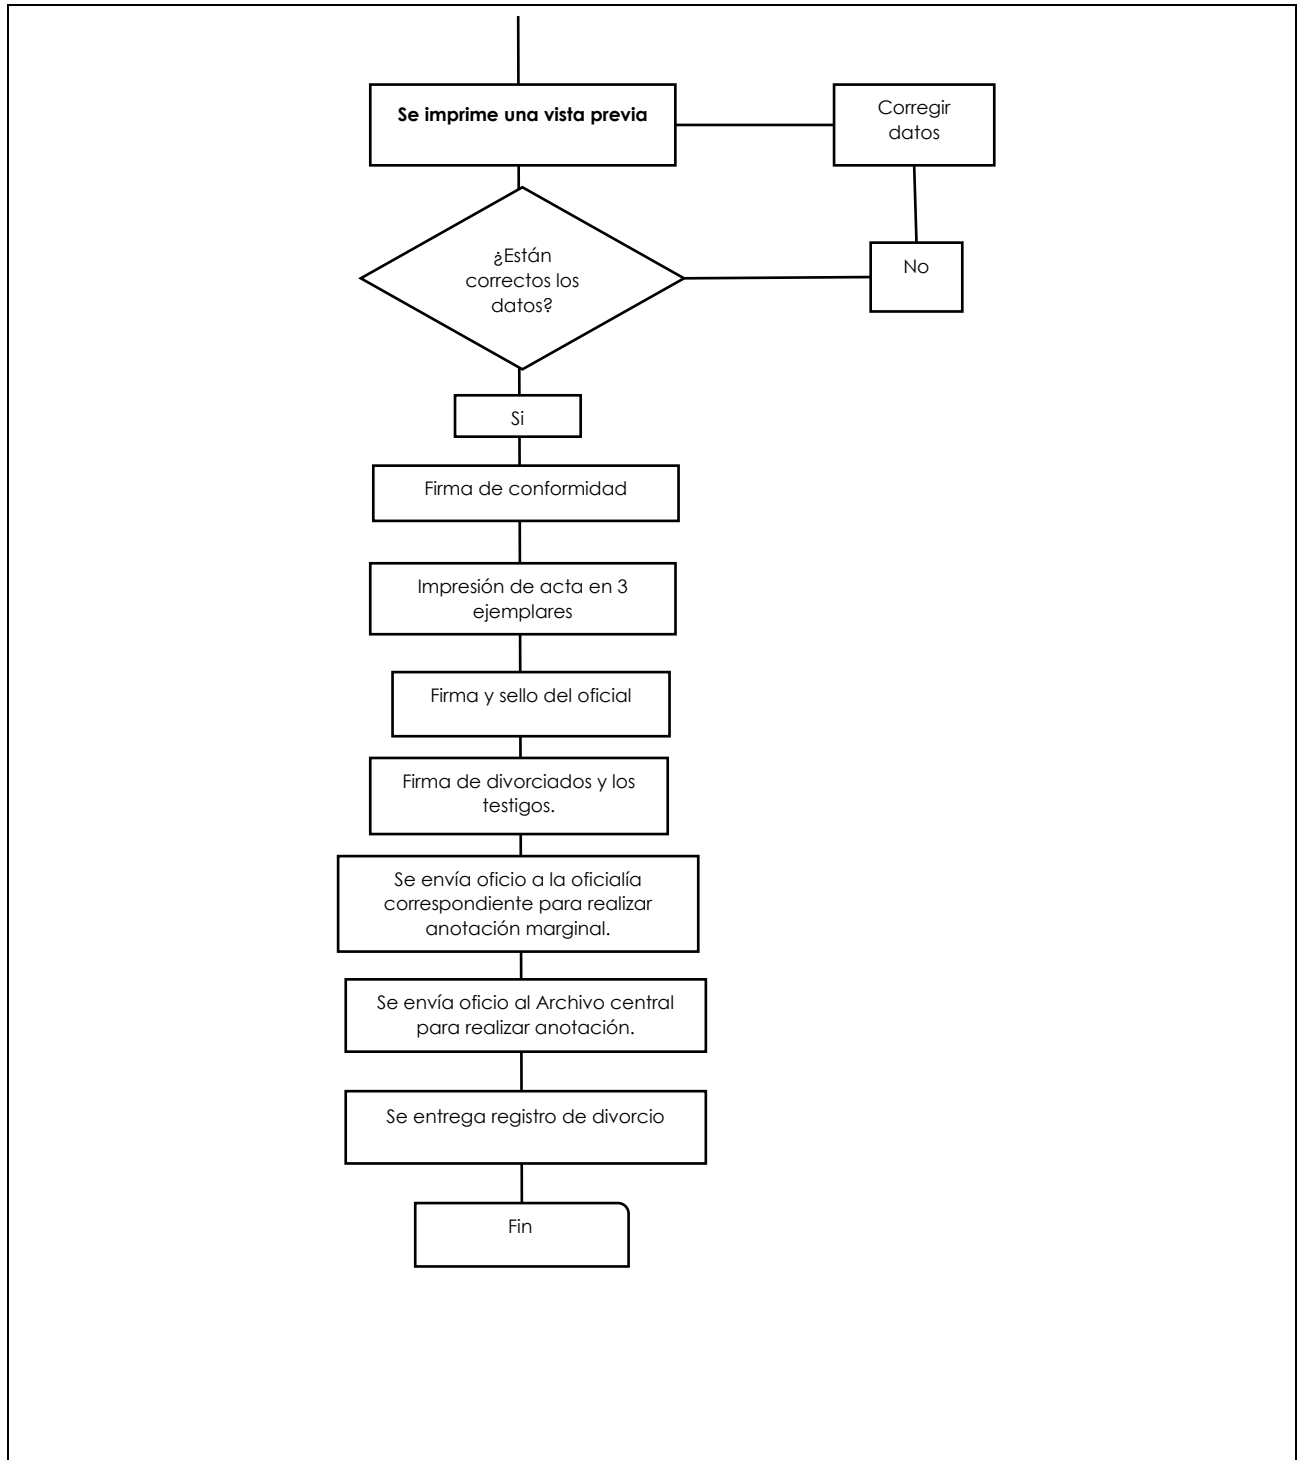 Se imprime una vista previa
Corregir
datos
¿Están
correctos los
datos?
No
Si
Firma de conformidad
Impresión de acta en 3
ejemplares
Firma y sello del oficial
Firma de divorciados y los
testigos.
Se envía oficio a la oficialía
correspondiente para realizar
anotación marginal.
Se envía oficio al Archivo central
para realizar anotación.
Se entrega registro de divorcio
Fin